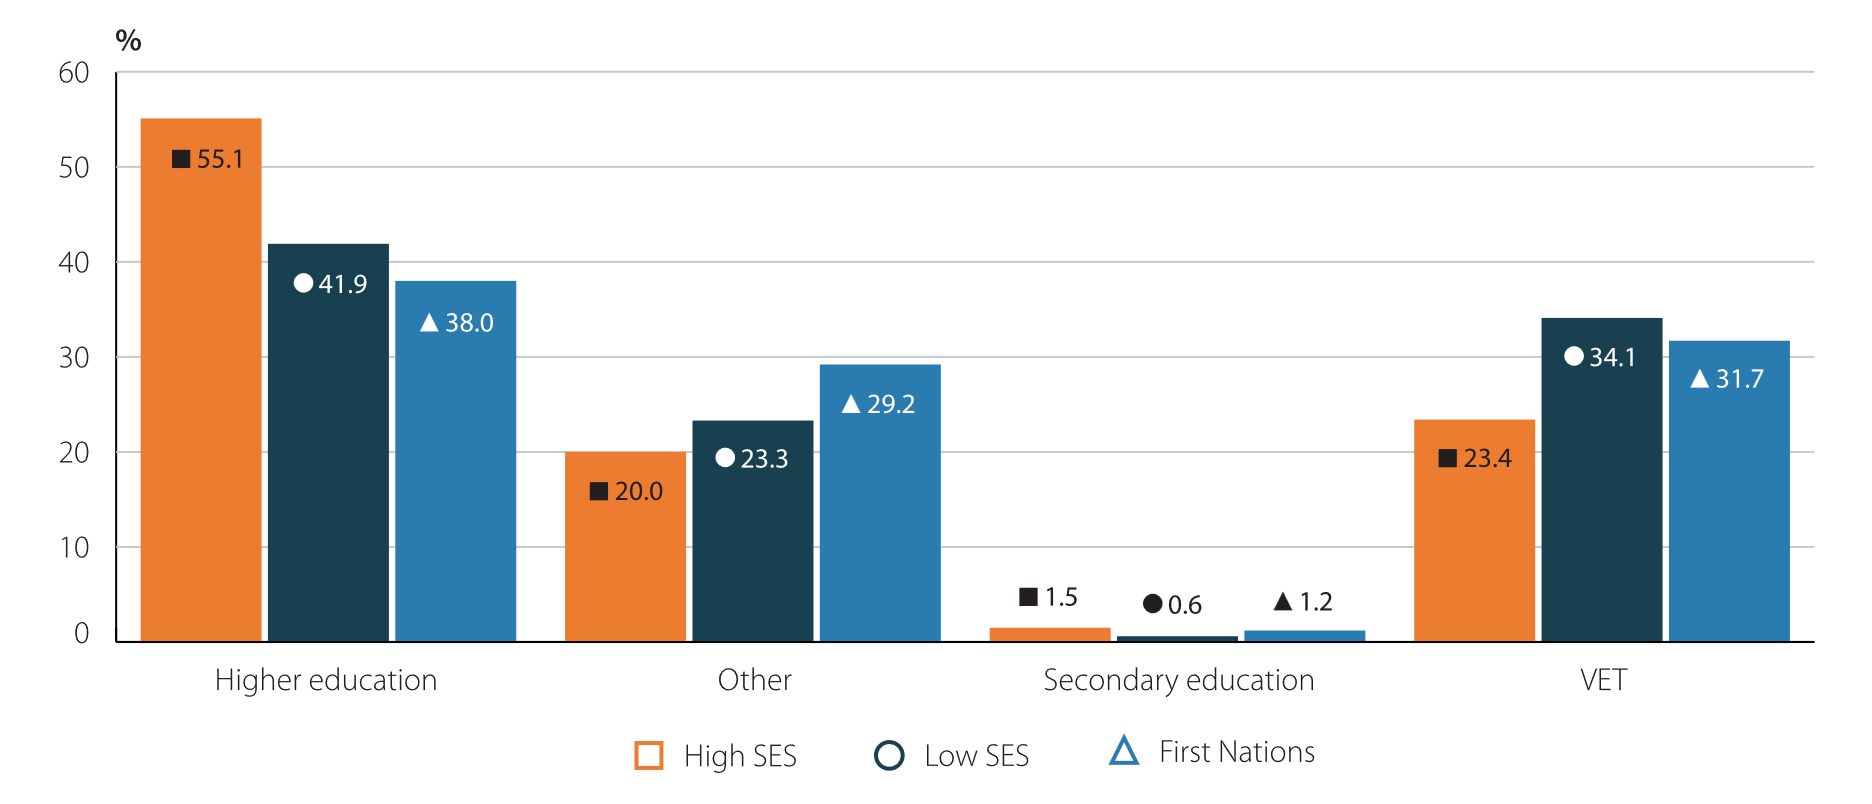 %
60
50
40
30
20
10
0
55.1
41.9
38.0
20.0
23.3
29.2
1.5
0.6
1.2
23.4
34.1
31.7
Higher education
Other
Secondary education
VET
High SES
Low SES
First Nations